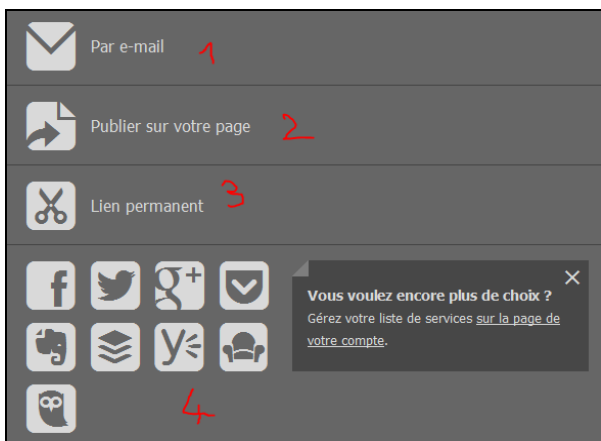 Par e-mail 1
Publier sur votre page 2
Lien permanent 3
Vous voulez encore plus de choix ?
Gérez votre liste de services sur la page de
votre compte.
4